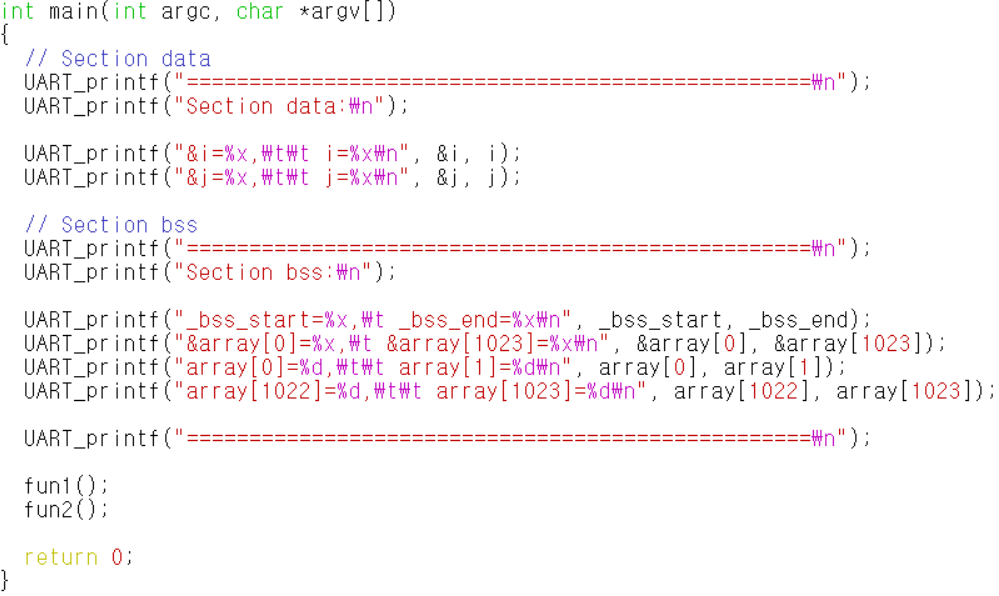 int main(int argc, char *argv[])
{
// Section data
UART_printf("==================================================₩n");
UART_printf("Section data:₩n");
UART_printf("&i=%x,₩t₩t i=%x₩n", &i, i);
UART_printf("&j=%x,₩t₩t j=%x₩n", &j, j);
// Section bss
UART_printf("==================================================₩n");
UART_printf("Section bss:₩n");
UART_printf("_bss_start=%x,₩t _bss_end=%x₩n", _bss_start, _bss_end);
UART_printf("&array[0]=%x,₩t &array[1023]=%x₩n", &array[0], &array[1023]);
UART_printf("array[0]=%d,₩t₩t array[1]=%d₩n", array[0], array[1]);
UART_printf("array[1022]=%d,₩t₩t array[1023]=%d₩n", array[1022], array[1023]);
UART_printf("==================================================₩n");
fun1();
fun2();
return 0;
}